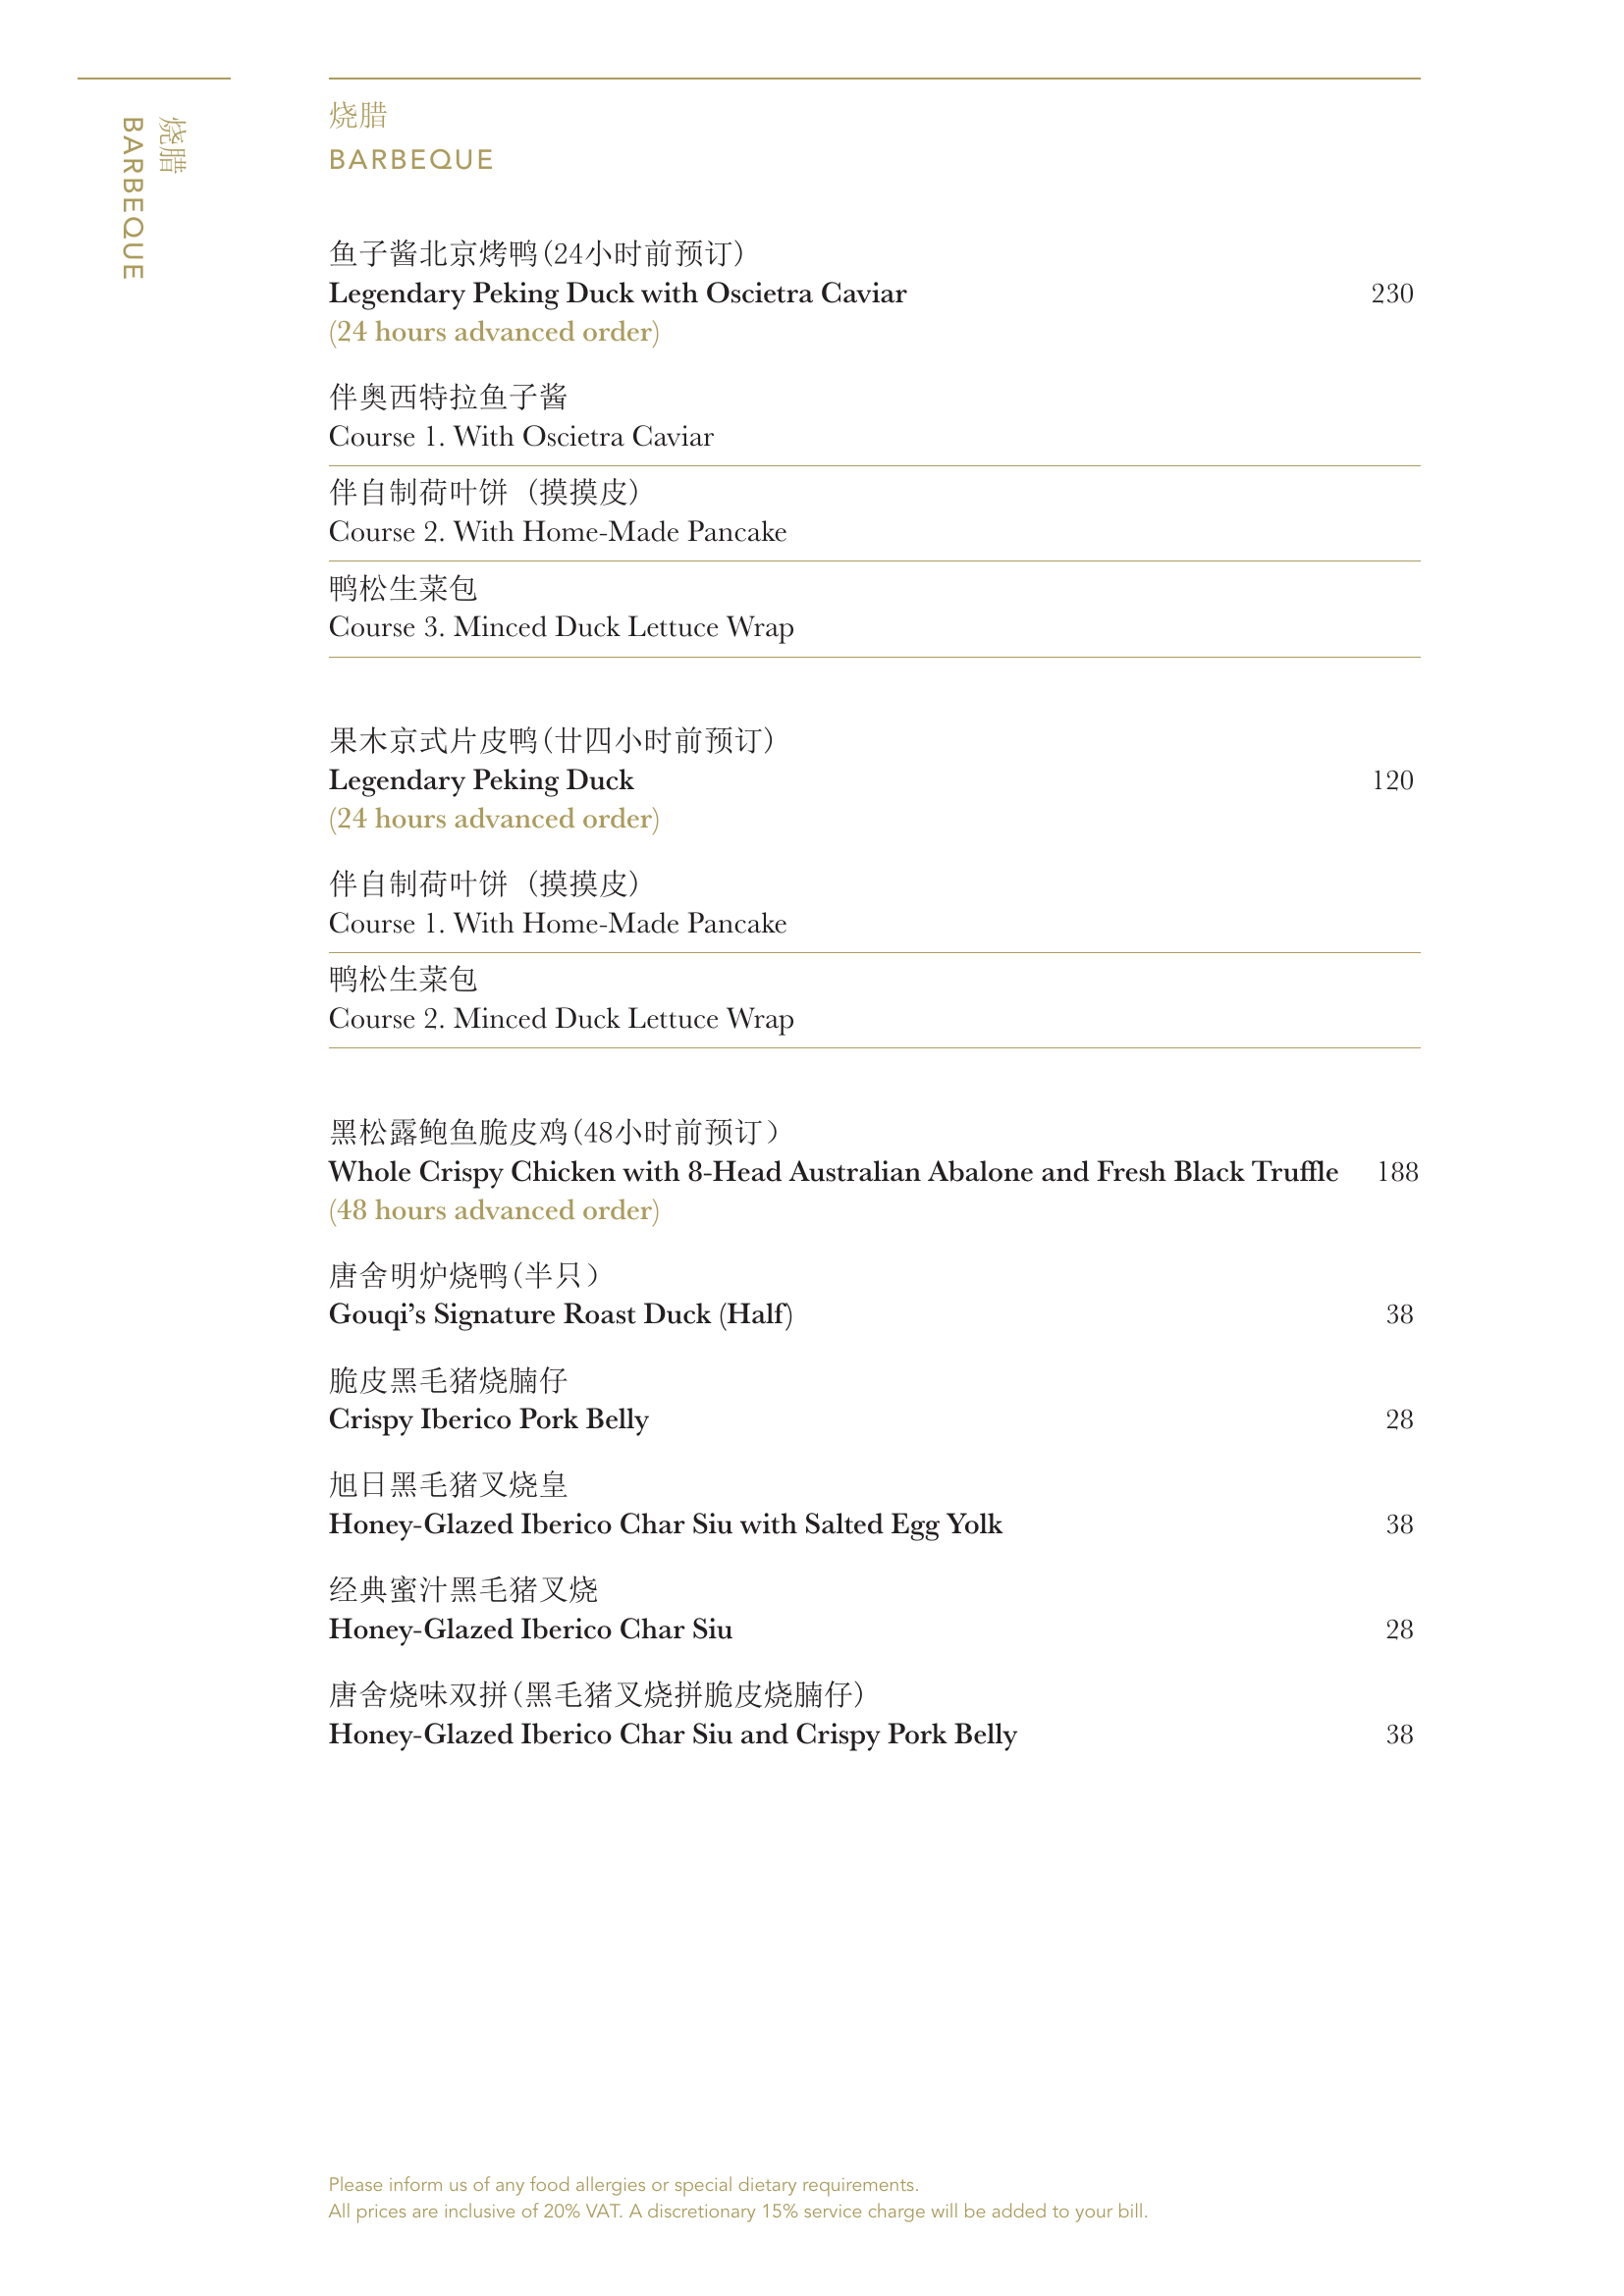 烧腊
BARBEQUE
烧腊
BARBEQUE
鱼子酱北京烤鸭(24小时前预订)
Legendary Peking Duck with Oscietra Caviar 230
(24 hours advanced order)
伴奥西特拉鱼子酱
Course 1. With Oscietra Caviar
伴自制荷叶饼 (摸摸皮)
Course 2. With Home-Made Pancake
鸭松生菜包
Course 3. Minced Duck Lettuce Wrap
果木京式片皮鸭(廿四小时前预订)
Legendary Peking Duck 120
(24 hours advanced order)
伴自制荷叶饼 (摸摸皮)
Course 1. With Home-Made Pancake
鸭松生菜包
Course 2. Minced Duck Lettuce Wrap
黑松露鲍鱼脆皮鸡(48小时前预订)
Whole Crispy Chicken with 8-Head Australian Abalone and Fresh Black Truffle 188
(48 hours advanced order)
唐舍明炉烧鸭(半只)
Gouqi’s Signature Roast Duck (Half) 38
脆皮黑毛猪烧腩仔
Crispy Iberico Pork Belly 28
旭日黑毛猪叉烧皇
Honey-Glazed Iberico Char Siu with Salted Egg Yolk 38
经典蜜汁黑毛猪叉烧
Honey-Glazed Iberico Char Siu 28
唐舍烧味双拼(黑毛猪叉烧拼脆皮烧腩仔)
Honey-Glazed Iberico Char Siu and Crispy Pork Belly 38
Please inform us of any food allergies or special dietary requirements.
All prices are inclusive of 20% VAT. A discretionary 15% service charge will be added to your bill.